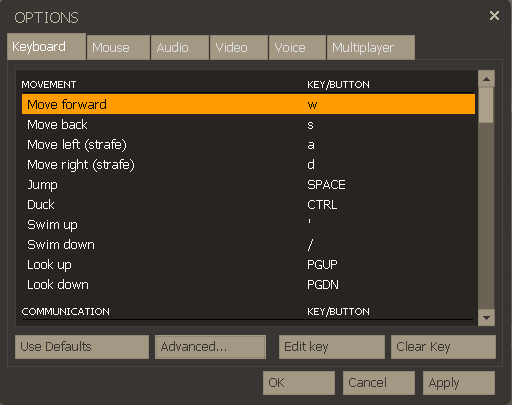 OPTIONS
Keyboard Mouse Audio Video Voice Multiplayer
MOVEMENT KEY/BUTTON
Move forward w
Move back s
Move left (strafe) a
Move right (strafe) d
Jump SPACE
Duck CTRL
Swim up '
Swim down /
Look up PGUP
Look down PGDN
COMMUNICATION KEY/BUTTON
Use Defaults Advanced... Edit key Clear Key
OK Cancel Apply